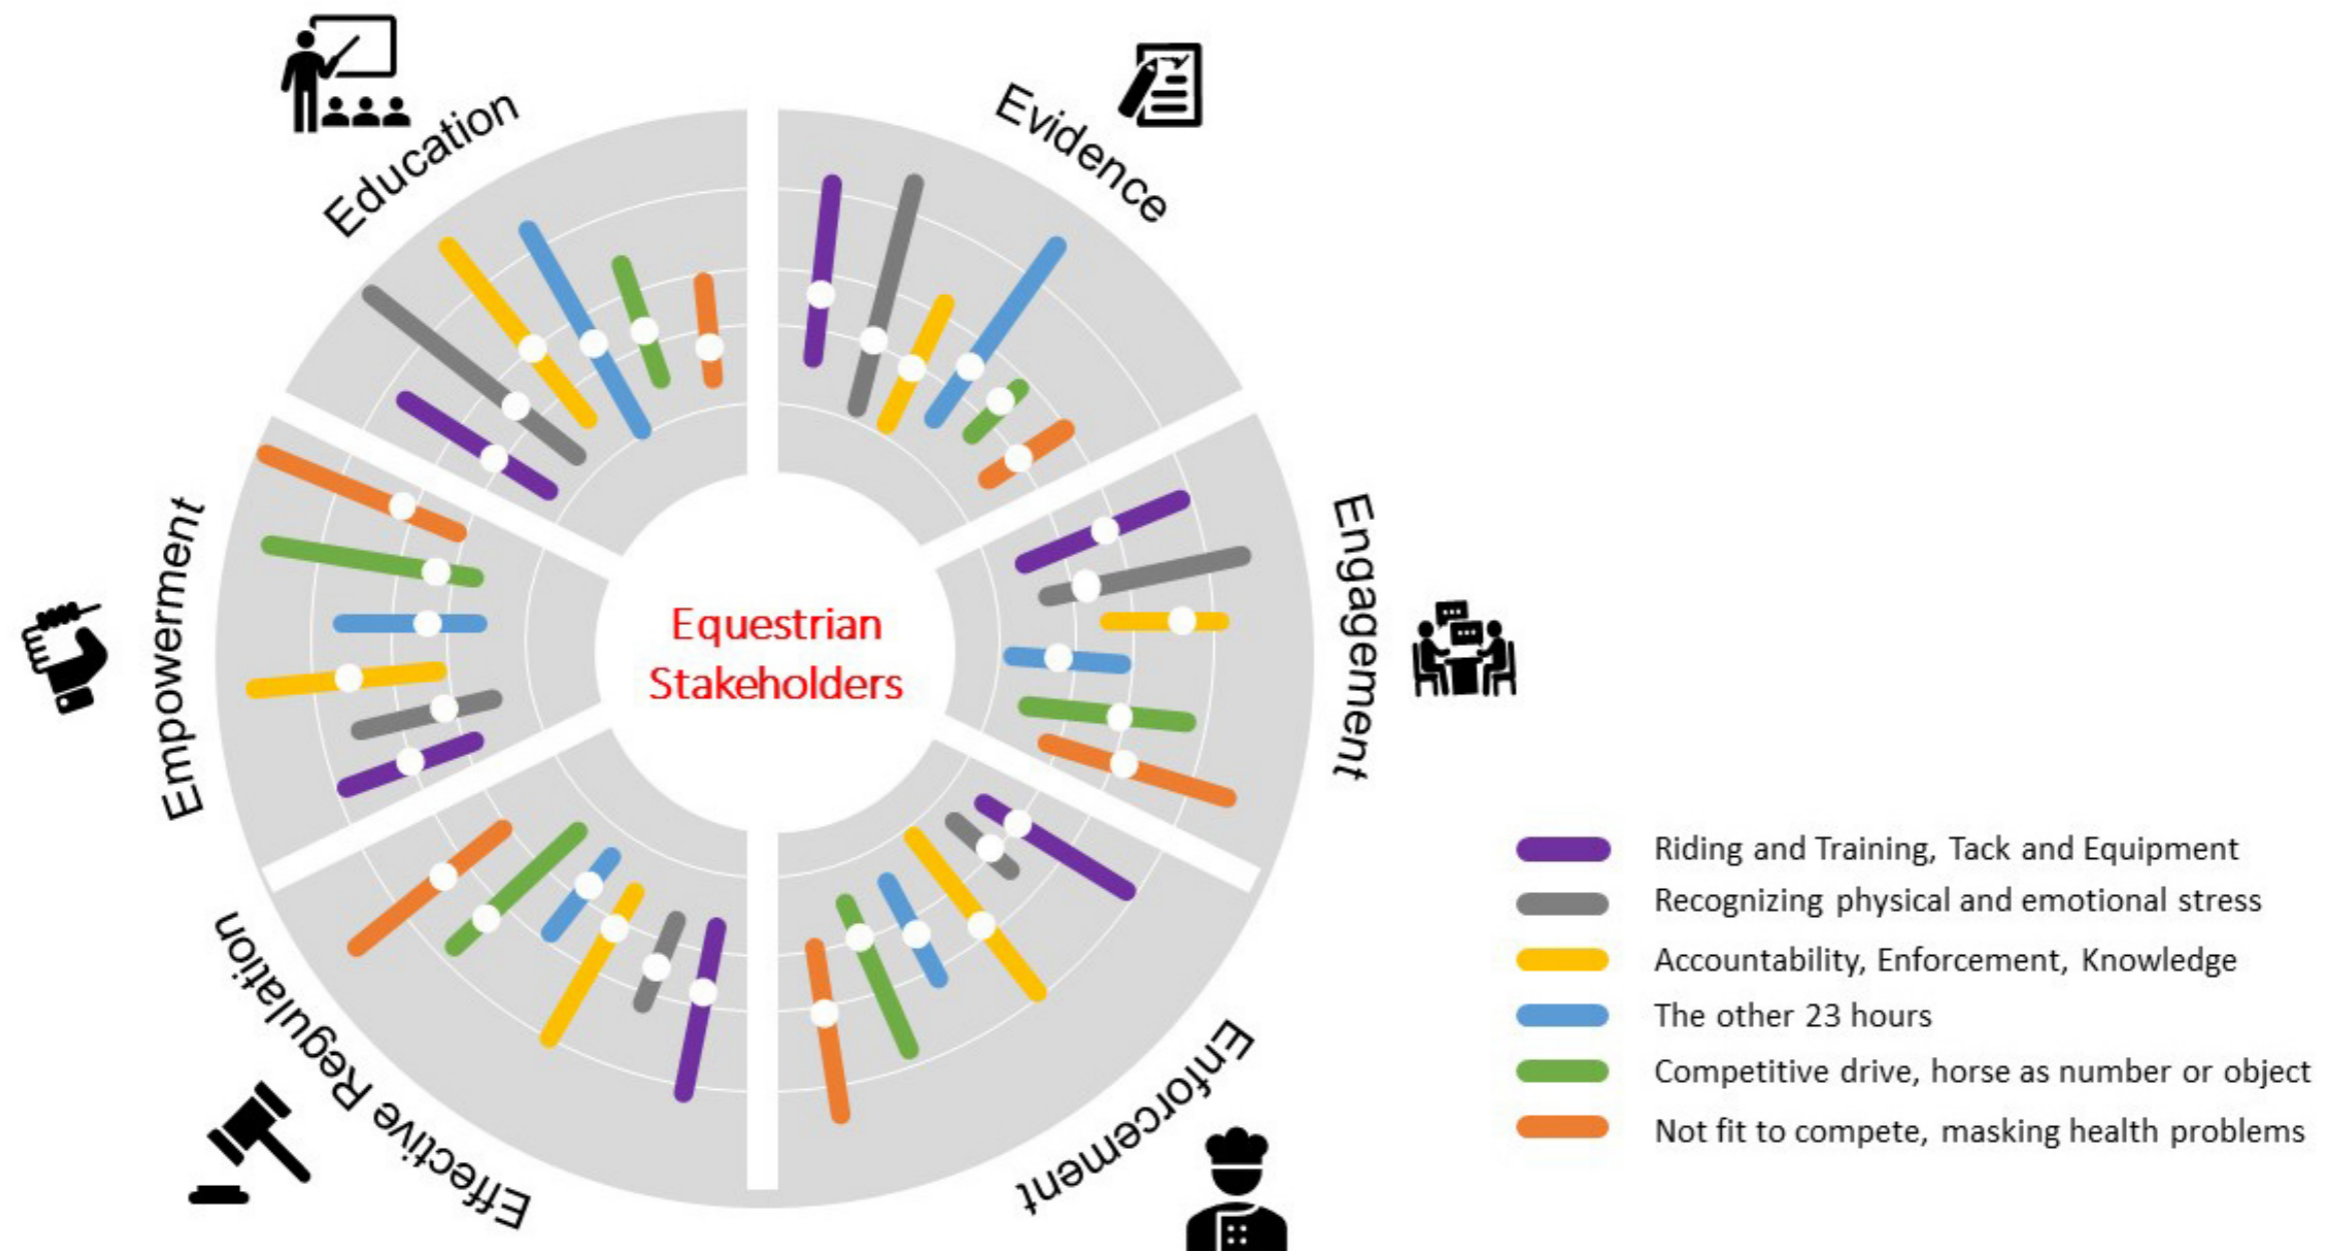 Education
Evidence
Empowerment
Equestrian
Stakeholders
Engagement
Effective Regulation
Enforcement
Riding and Training, Tack and Equipment
Recognizing physical and emotional stress
Accountability, Enforcement, Knowledge
The other 23 hours
Competitive drive, horse as number or object
Not fit to compete, masking health problems